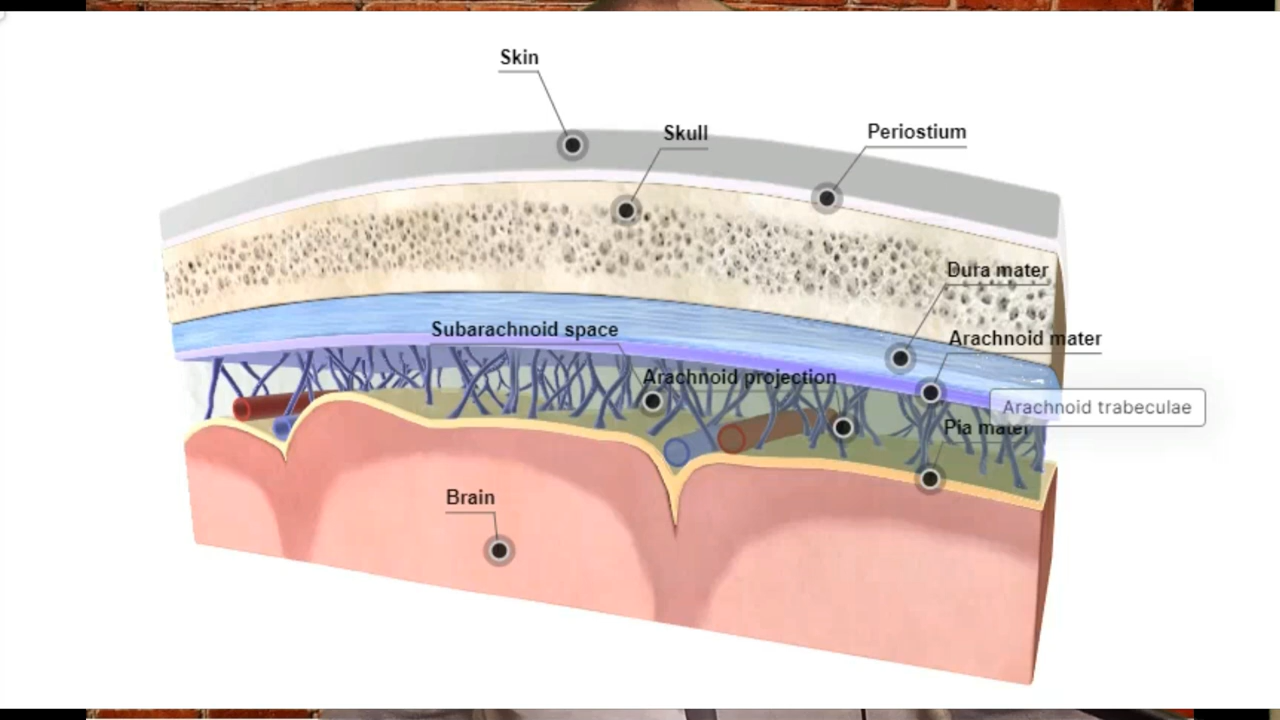 Skin
Skull
Periostium
Dura mater
Subarachnoid space
Arachnoid mater
Arachnoid projection
Arachnoid trabeculae
Pia mater
Brain